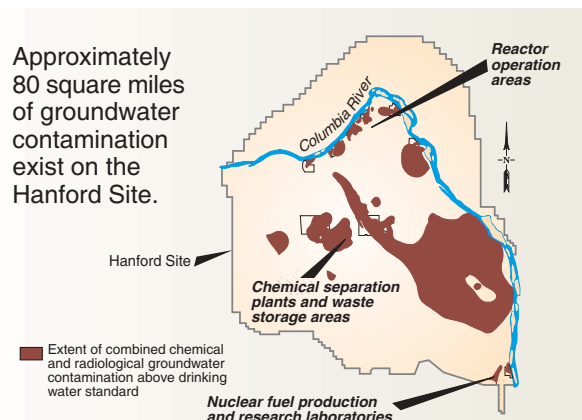 Approximately
80 square miles
of groundwater
contamination
exist on the
Hanford Site.
Reactor
operation
areas
Columbia River
N
Hanford Site
Chemical separation
plants and waste
storage areas
Extent of combined chemical
and radiological groundwater
contamination above drinking
water standard
Nuclear fuel production
and research laboratories